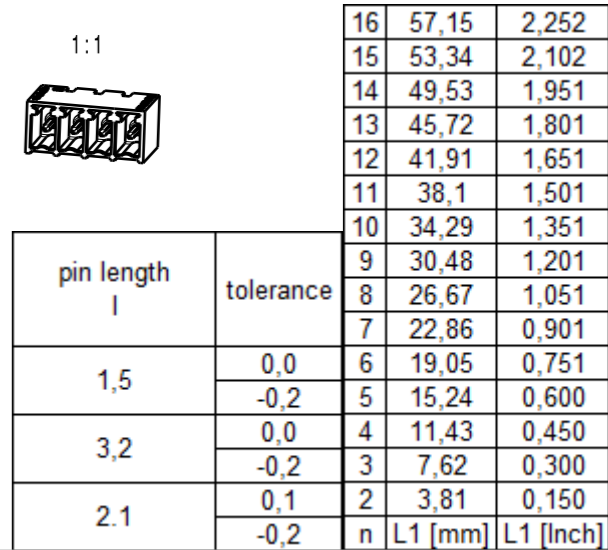 1:1
16 57,15 2,252
15 53,34 2,102
14 49,53 1,951
13 45,72 1,801
12 41,91 1,651
11 38,1 1,501
10 34,29 1,351
9 30,48 1,201
8 26,67 1,051
7 22,86 0,901
6 19,05 0,751
5 15,24 0,600
4 11,43 0,450
3 7,62 0,300
2 3,81 0,150
n L1 [mm] L1 [Inch]
pin length
l
tolerance
1,5
0,0
-0,2
3,2
0,0
-0,2
2.1
0,1
-0,2